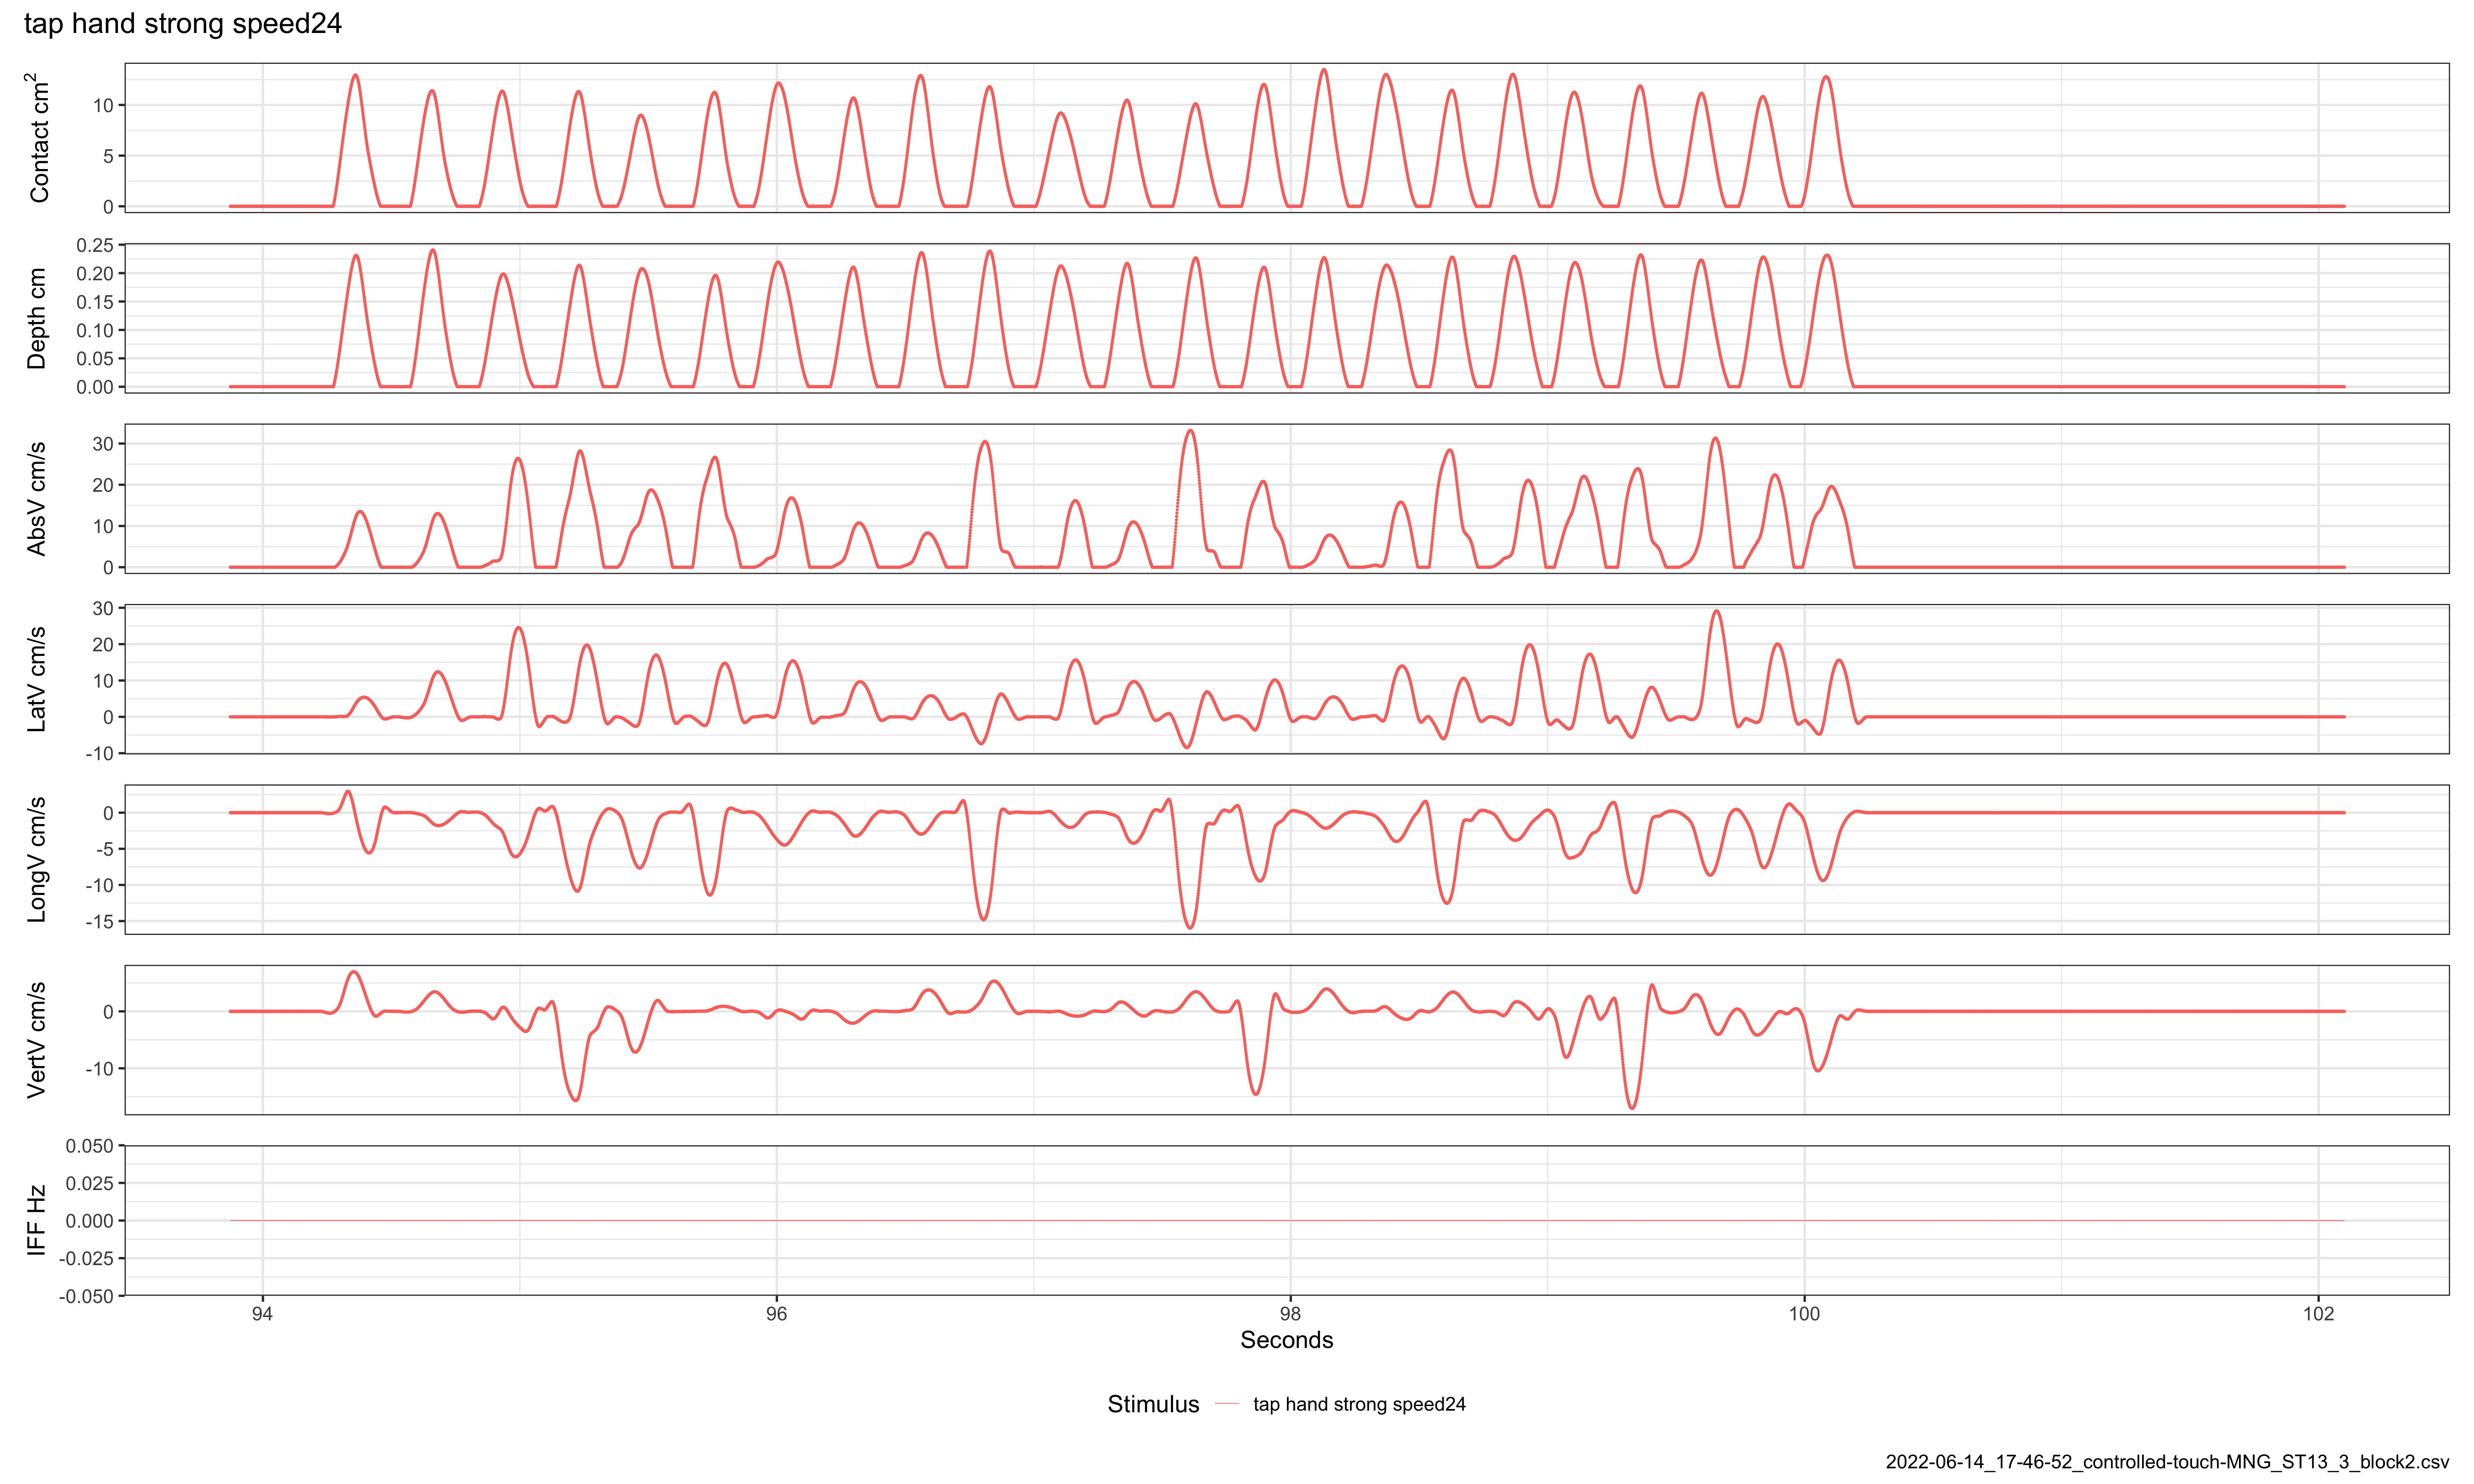 tap hand strong speed24
Contact cm²
10
5
0
Depth cm
0.25
0.20
0.15
0.10
0.05
0.00
AbsV cm/s
30
20
10
0
LatV cm/s
30
20
10
0
-10
LongV cm/s
0
-5
-10
-15
VertV cm/s
0
-10
IFF Hz
0.050
0.025
0.000
-0.025
-0.050
94 96 98 100 102
Seconds
Stimulus tap hand strong speed24
2022-06-14_17-46-52_controlled-touch-MNG_ST13_3_block2.csv